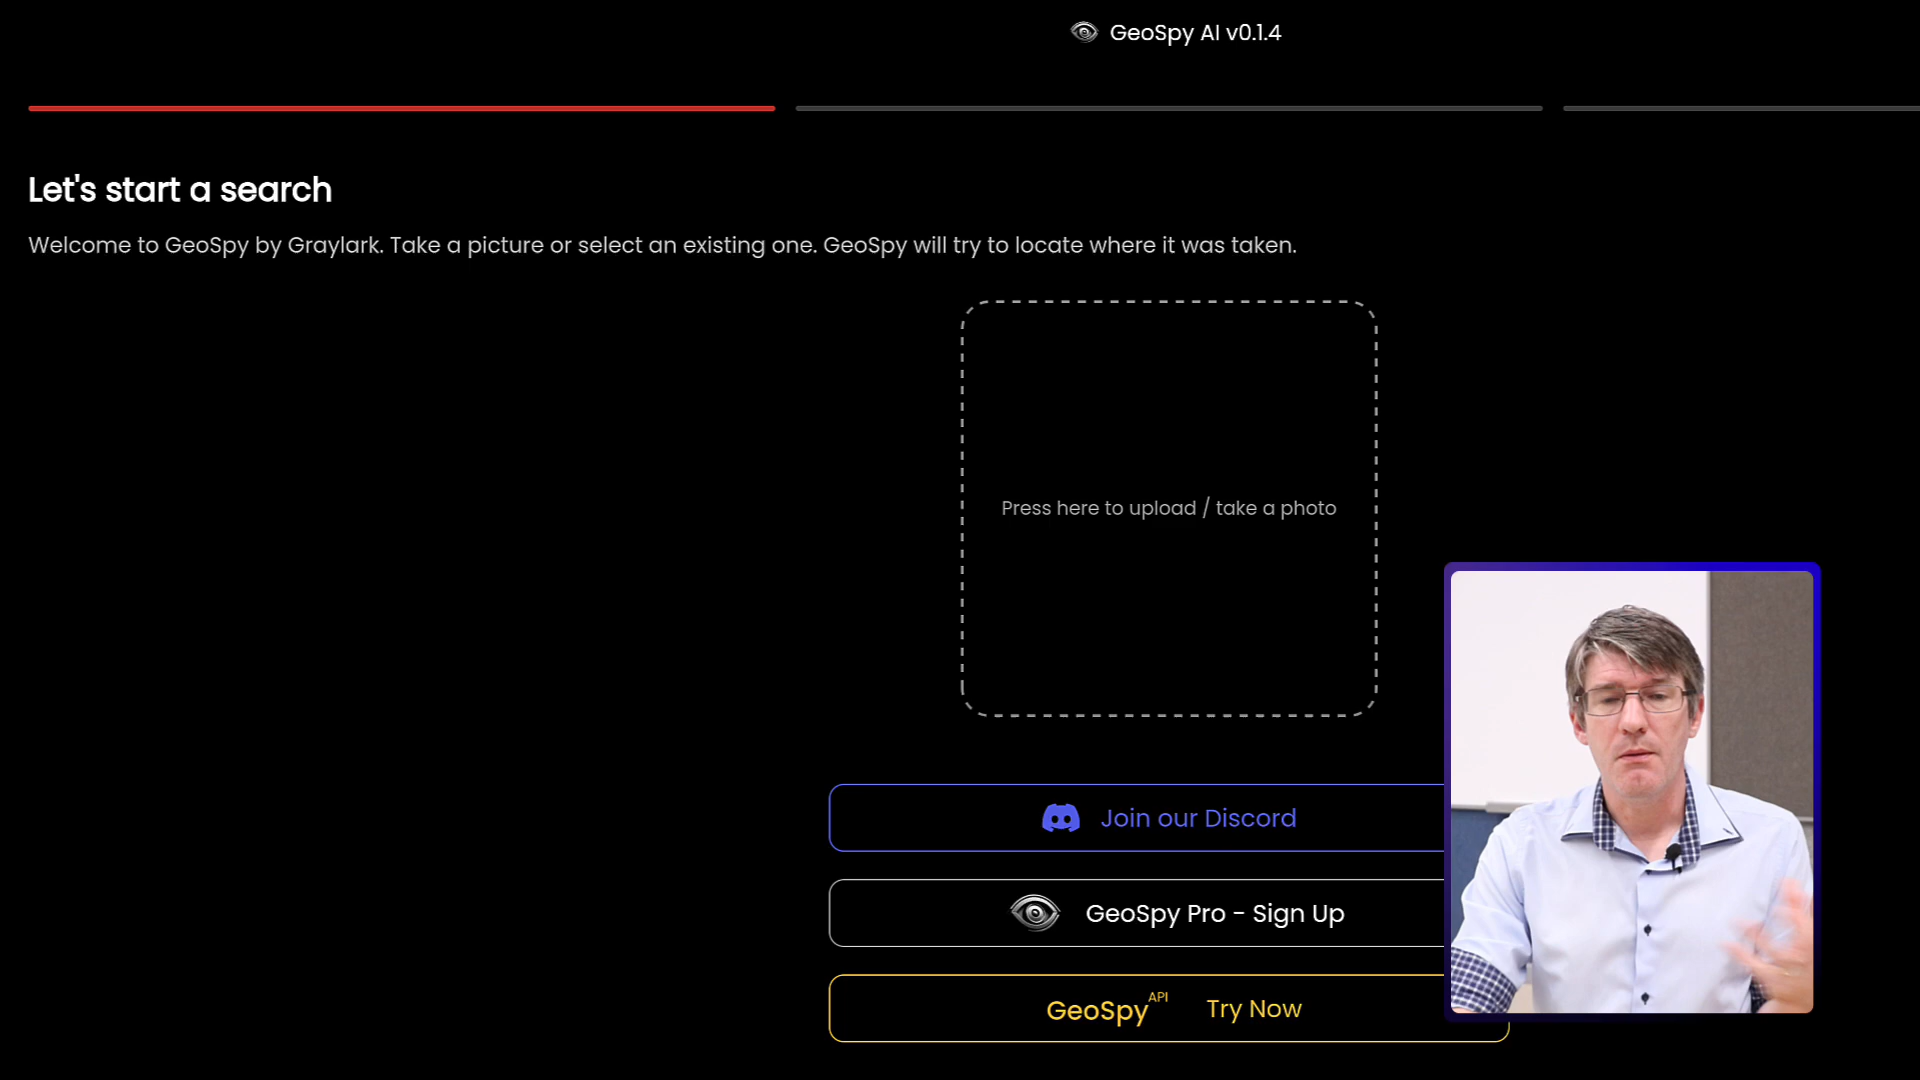 GeoSpy AI v0.1.4
Let's start a search
Welcome to GeoSpy by Graylark. Take a picture or select an existing one. GeoSpy will try to locate where it was taken.
Press here to upload / take a photo
Join our Discord
GeoSpy Pro - Sign Up
GeoSpy API Try Now